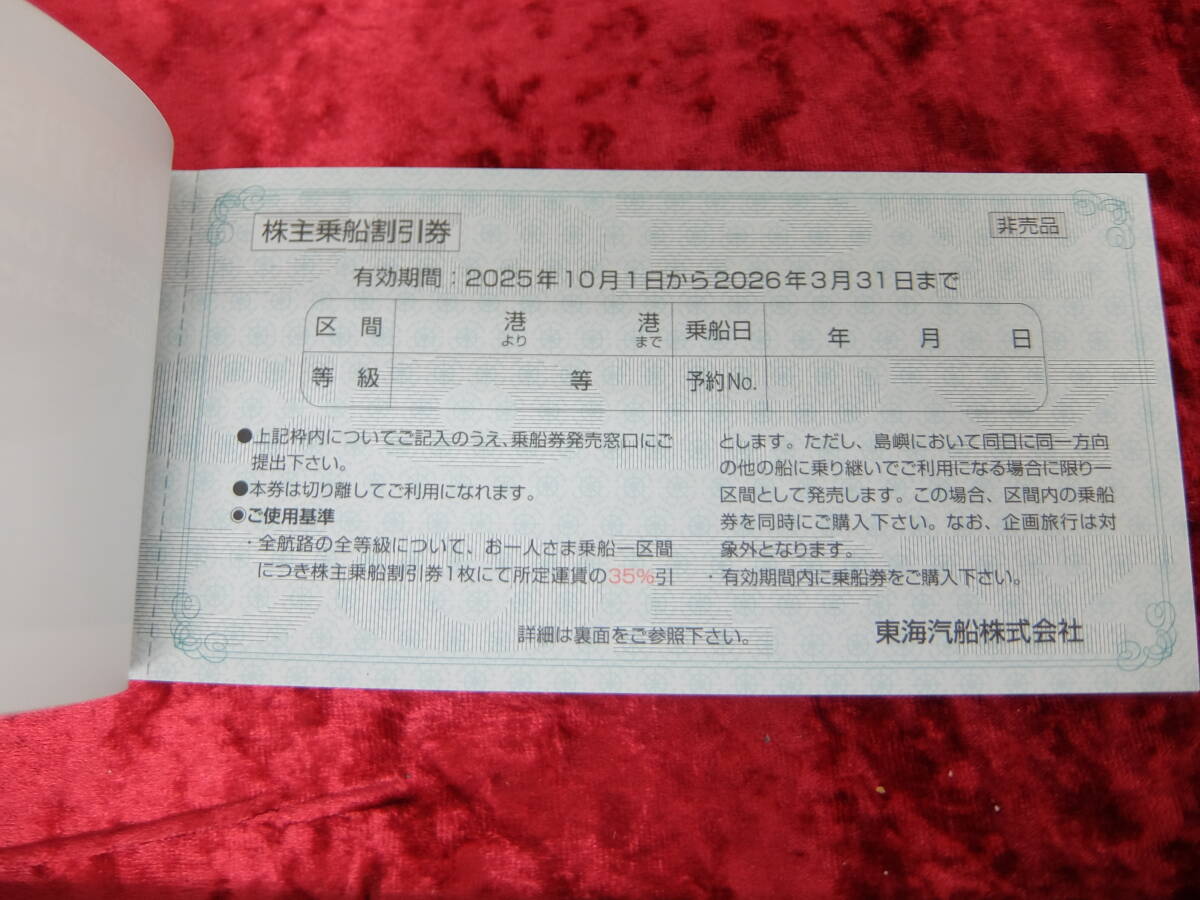 株主乗船割引券
非売品
有効期間：2025年10月1日から2026年3月31日まで
区間 港より 港まで 乗船日 年 月 日
等級 等 予約No.
●上記枠内についてご記入のうえ、乗船券発売窓口にご
提出下さい。
●本券は切り離してご利用になれます。
◉ご使用基準
・全航路の全等級について、お一人さま乗船一区間
につき株主乗船割引券1枚にて所定運賃の35%引
とします。ただし、島嶼において同日に同一方向
の他の船に乗り継いでご利用になる場合に限り一
区間として発売します。この場合、区間内の乗船
券を同時にご購入下さい。なお、企画旅行は対
象外となります。
・有効期間内に乗船券をご購入下さい。
詳細は裏面をご参照下さい。
東海汽船株式会社